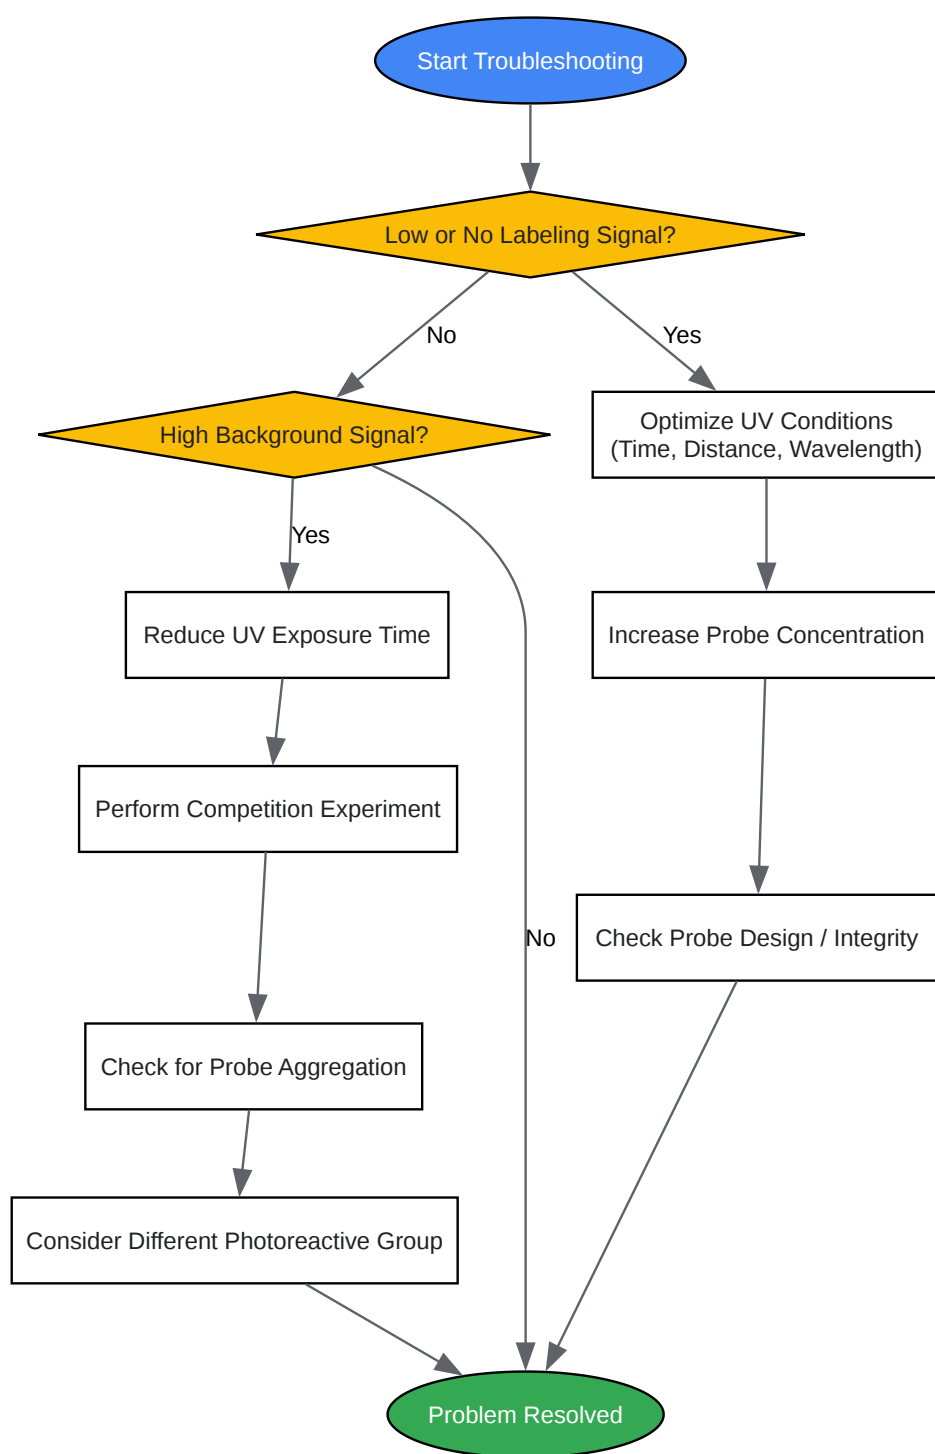 Start Troubleshooting
Low or No Labeling Signal?
No
Yes
High Background Signal?
Optimize UV Conditions
(Time, Distance, Wavelength)
Yes
Reduce UV Exposure Time
Increase Probe Concentration
Perform Competition Experiment
No
Check Probe Design / Integrity
Check for Probe Aggregation
Consider Different Photoreactive Group
Problem Resolved